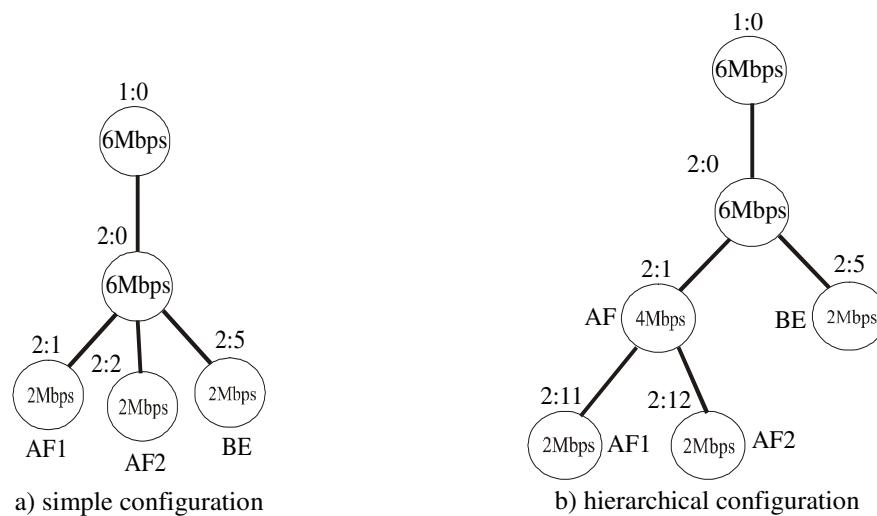 1:0
6Mbps
2:0
6Mbps
2:1
2:2
2:5
2Mbps
2Mbps
2Mbps
AF1
AF2
BE
a) simple configuration
1:0
6Mbps
2:0
6Mbps
2:1
2:5
AF
4Mbps
BE
2Mbps
2:11
2:12
2Mbps
AF1
2Mbps
AF2
b) hierarchical configuration